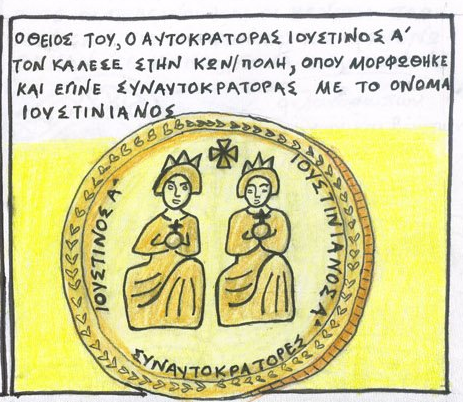 Ο ΘΕΙΟΣ ΤΟΥ, Ο ΑΥΤΟΚΡΑΤΟΡΑΣ ΙΟΥΣΤΙΝΟΣ Α΄
ΤΟΝ ΚΑΛΕΣΕ ΣΤΗΝ ΚΩΝ/ΠΟΛΗ, ΟΠΟΥ ΜΟΡΦΩΘΗΚΕ
ΚΑΙ ΕΓΙΝΕ ΣΥΝΑΥΤΟΚΡΑΤΟΡΑΣ ΜΕ ΤΟ ΟΝΟΜΑ
ΙΟΥΣΤΙΝΙΑΝΟΣ
ΙΟΥΣΤΙΝΟΣ Α΄
ΙΟΥΣΤΙΝΙΑΝΟΣ Α΄
ΣΥΝΑΥΤΟΚΡΑΤΟΡΕΣ